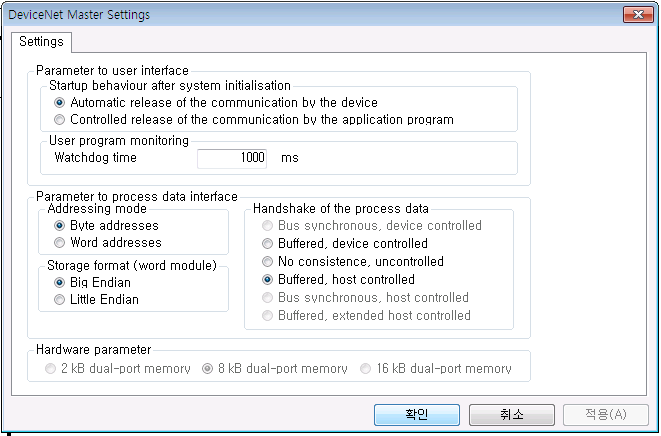 DeviceNet Master Settings
Settings
Parameter to user interface
Startup behaviour after system initialisation
Automatic release of the communication by the device
Controlled release of the communication by the application program
User program monitoring
Watchdog time 1000 ms
Parameter to process data interface
Addressing mode
Byte addresses
Word addresses
Storage format (word module)
Big Endian
Little Endian
Handshake of the process data
Bus synchronous, device controlled
Buffered, device controlled
No consistence, uncontrolled
Buffered, host controlled
Bus synchronous, host controlled
Buffered, extended host controlled
Hardware parameter
2 kB dual-port memory 8 kB dual-port memory 16 kB dual-port memory
확인 취소 적용(A)